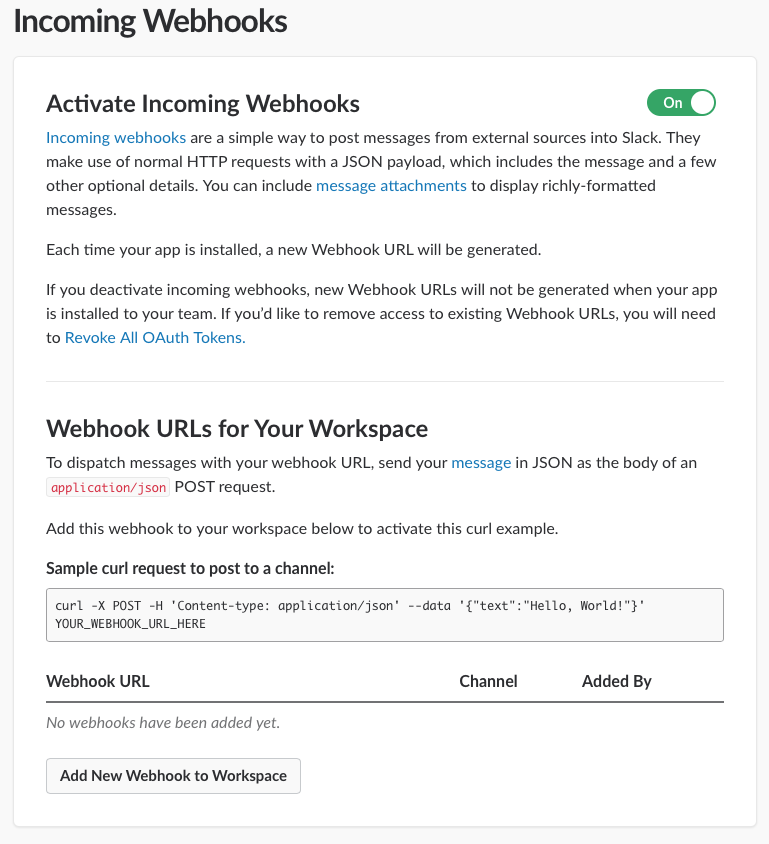 Incoming Webhooks
Activate Incoming Webhooks
On
Incoming webhooks are a simple way to post messages from external sources into Slack. They
make use of normal HTTP requests with a JSON payload, which includes the message and a few
other optional details. You can include message attachments to display richly-formatted
messages.
Each time your app is installed, a new Webhook URL will be generated.
If you deactivate incoming webhooks, new Webhook URLs will not be generated when your app
is installed to your team. If you’d like to remove access to existing Webhook URLs, you will need
to Revoke All OAuth Tokens.
Webhook URLs for Your Workspace
To dispatch messages with your webhook URL, send your message in JSON as the body of an
application/json POST request.
Add this webhook to your workspace below to activate this curl example.
Sample curl request to post to a channel:
curl -X POST -H 'Content-type: application/json' --data '{"text":"Hello, World!"}'
YOUR_WEBHOOK_URL_HERE
Webhook URL Channel Added By
No webhooks have been added yet.
Add New Webhook to Workspace